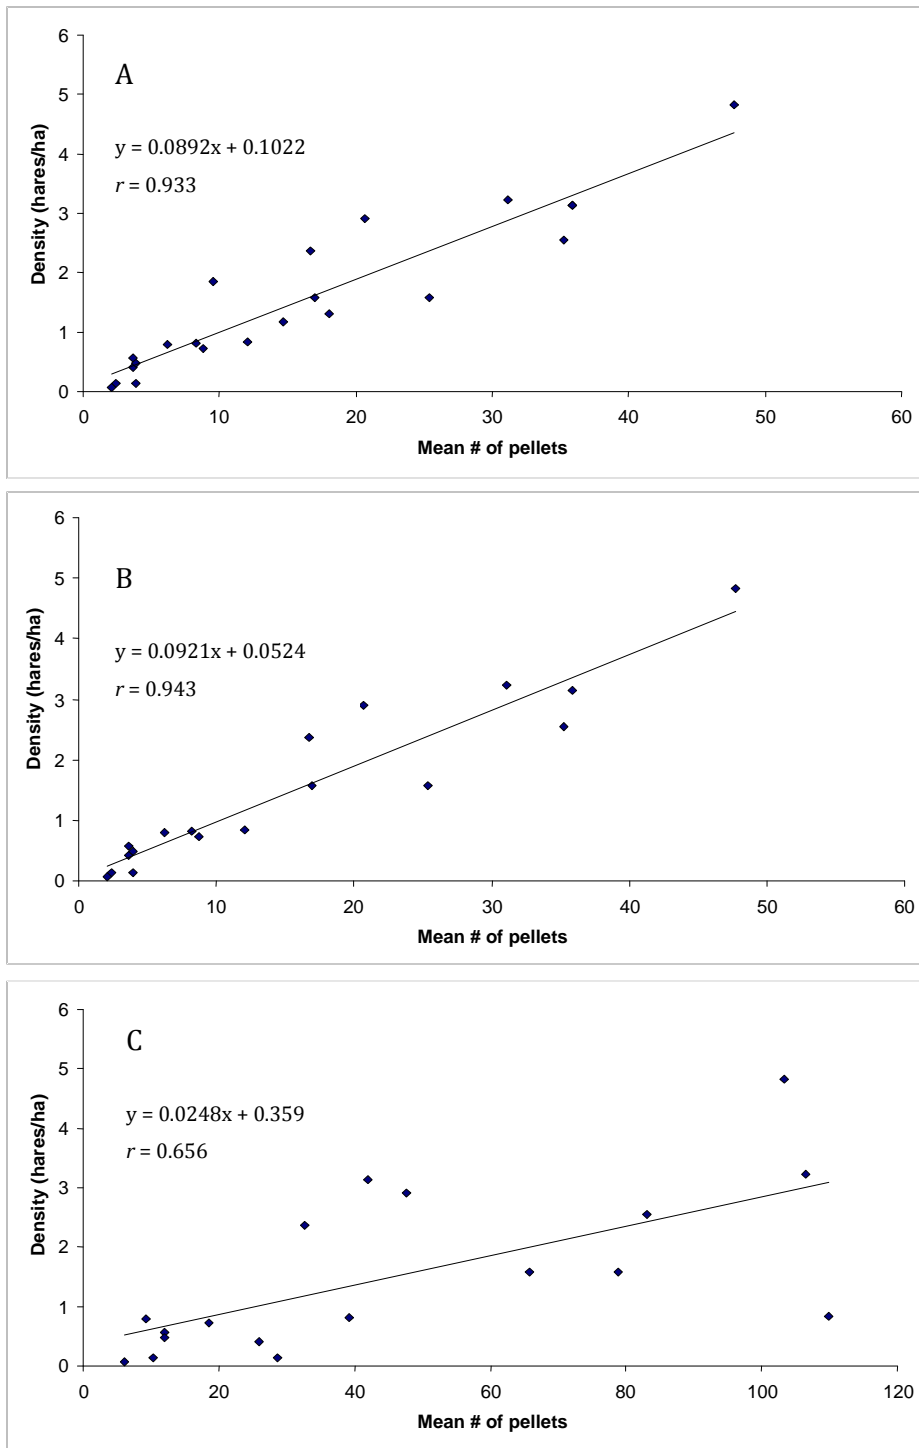 6
A
5
y = 0.0892x + 0.1022
4
r = 0.933
3
2
1
0
Density (hares/ha)
0 10 20 30 40 50 60
Mean # of pellets
6
B
5
4
y = 0.0921x + 0.0524
r = 0.943
3
2
1
0
Density (hares/ha)
0 10 20 30 40 50 60
Mean # of pellets
6
C
5
y = 0.0248x + 0.359
4
r = 0.656
3
2
1
0
Density (hares/ha)
0 20 40 60 80 100 120
Mean # of pellets